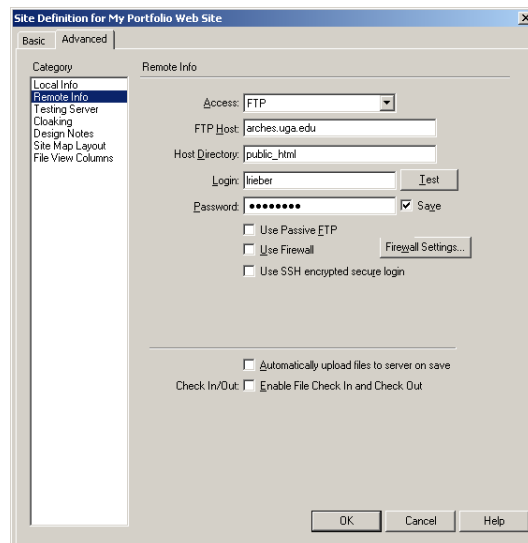 Site Definition for My Portfolio Web Site
Basic Advanced
Category
Local Info
Remote Info
Testing Server
Cloaking
Design Notes
Site Map Layout
File View Columns
Remote Info
Access: FTP
FTP Host: arches.uga.edu
Host Directory: public_html
Login: lrieber Test
Password: ●●●●●●●● Save
Use Passive FTP
Use Firewall Firewall Settings...
Use SSH encrypted secure login
Automatically upload files to server on save
Check In/Out: Enable File Check In and Check Out
OK Cancel Help